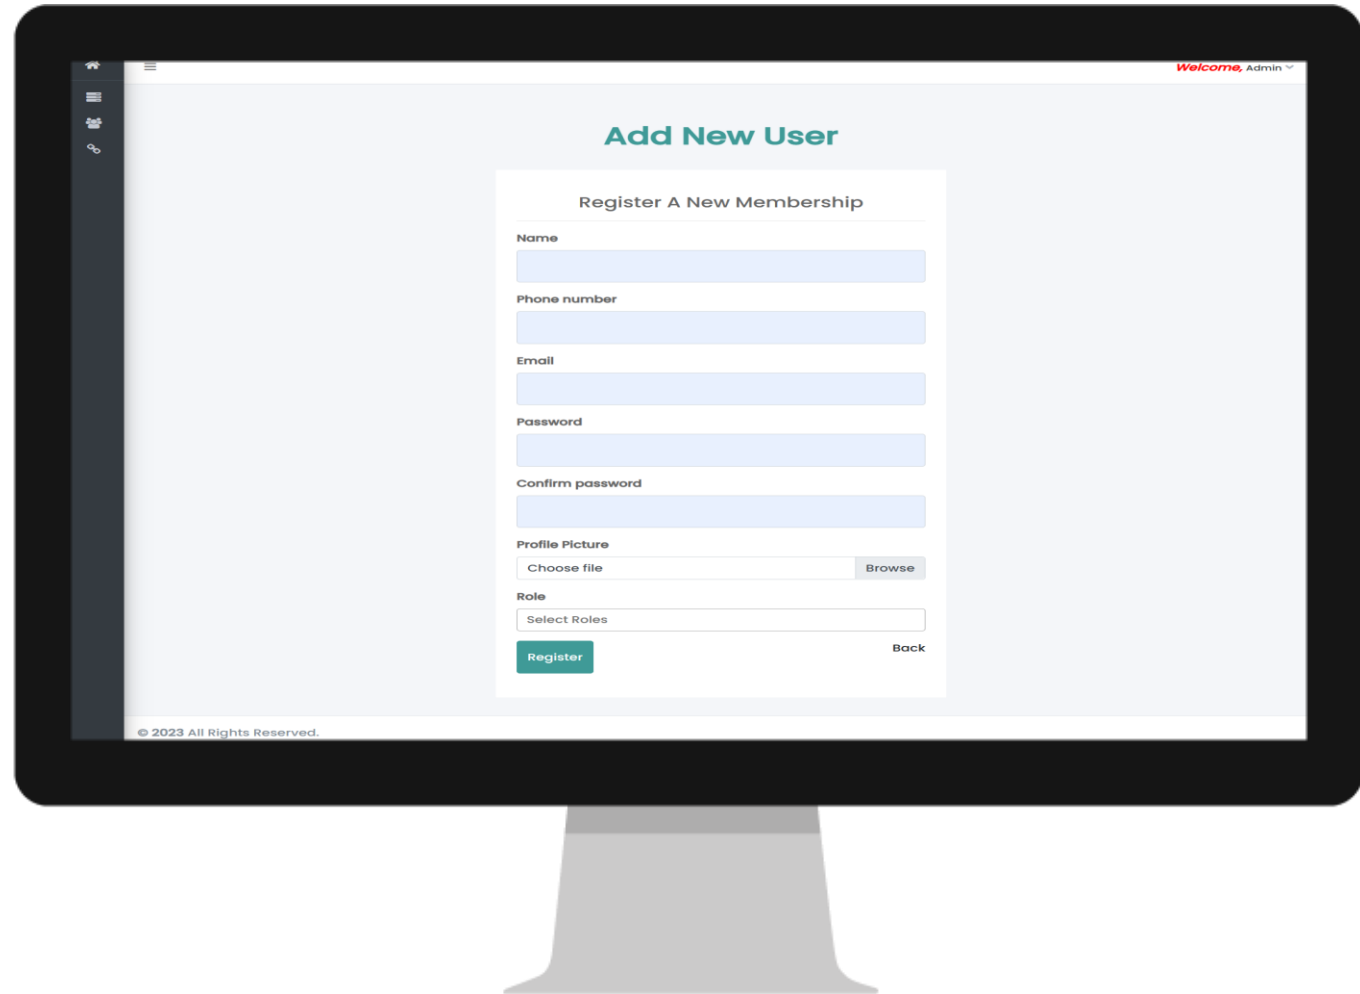 Welcome, Admin
Add New User
Register A New Membership
Name
Phone number
Email
Password
Confirm password
Profile Picture
Choose file Browse
Role
Select Roles
Register Back
© 2023 All Rights Reserved.